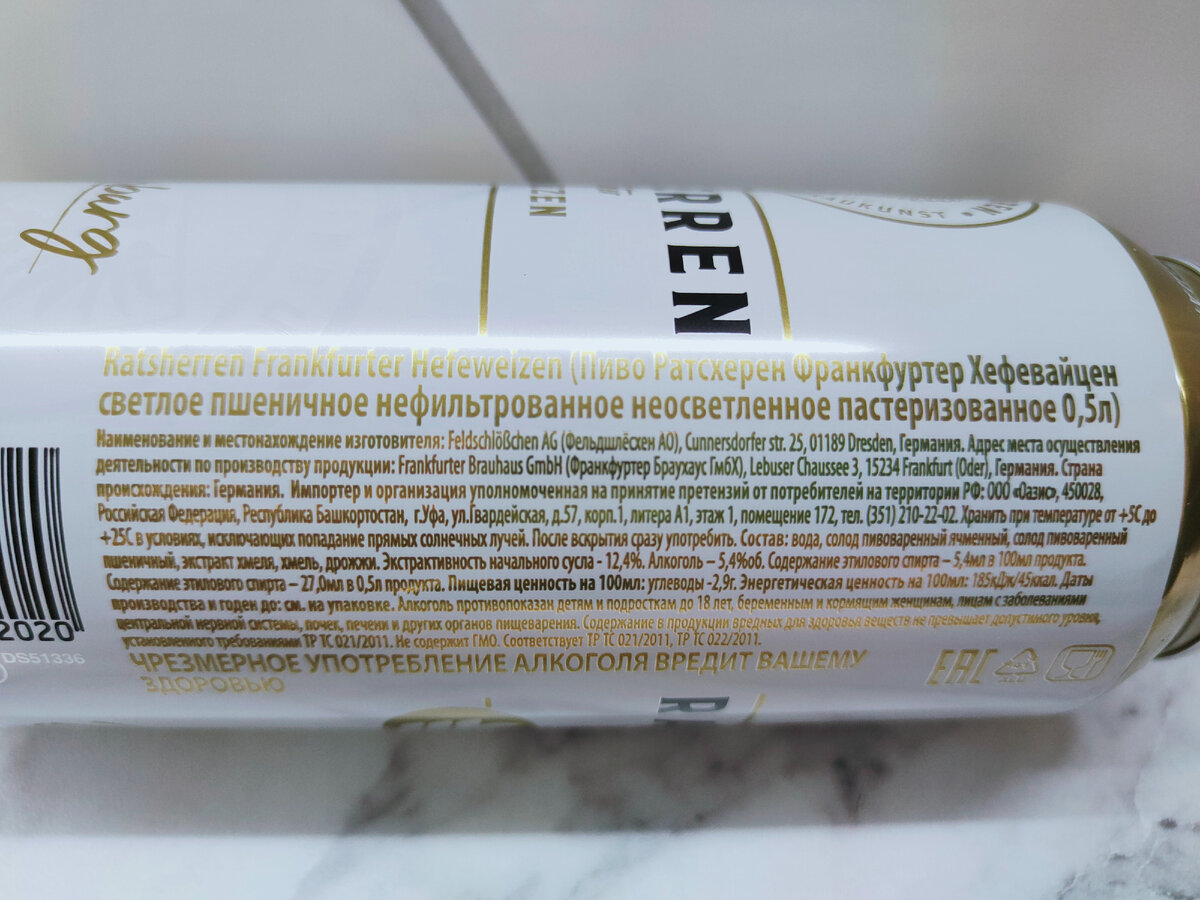 Ratsherren Frankfurter Hefeweizen (Пиво Ратсхерен Франкфуртер Хефевайцен
светлое пшеничное нефильтрованное неосветленное пастеризованное 0,5л)
Наименование и местонахождение изготовителя: Feldschlößchen AG (Фельдшлёсхен АО), Cunnersdorfer str. 25, 01189 Dresden, Германия. Адрес места осуществления
деятельности по производству продукции: Frankfurter Brauhaus GmbH (Франкфуртер Браухаус ГмбХ), Lebuser Chaussee 3, 15234 Frankfurt (Oder), Германия. Страна
происхождения: Германия. Импортер и организация уполномоченная на принятие претензий от потребителей на территории РФ: ООО «Оазис», 450028,
Российская Федерация, Республика Башкортостан, г.Уфа, ул.Гвардейская, д.57, корп.1, литера А1, этаж 1, помещение 172, тел. (351) 210-22-02. Хранить при температуре от +5С до
+25С в условиях, исключающих попадание прямых солнечных лучей. После вскрытия сразу употребить. Состав: вода, солод пивоваренный ячменный, солод пивоваренный
пшеничный, экстракт хмеля, хмель, дрожжи. Экстрактивность начального сусла - 12,4%. Алкоголь – 5,4%об. Содержание этилового спирта – 5,4мл в 100мл продукта.
Содержание этилового спирта – 27,0мл в 0,5л продукта. Пищевая ценность на 100мл: углеводы -2,9г. Энергетическая ценность на 100мл: 185кДж/45ккал. Даты
производства и годен до: см. на упаковке. Алкоголь противопоказан детям и подросткам до 18 лет, беременным и кормящим женщинам, лицам с заболеваниями
центральной нервной системы, почек, печени и других органов пищеварения. Содержание в продукции вредных для здоровья веществ не превышает допустимого уровня,
установленного требованиями ТР ТС 021/2011. Не содержит ГМО. Соответствует ТР ТС 021/2011, ТР ТС 022/2011.
ЧРЕЗМЕРНОЕ УПОТРЕБЛЕНИЕ АЛКОГОЛЯ ВРЕДИТ ВАШЕМУ
ЗДОРОВЬЮ
EAC
ALU
RREN
ZEN
AUKUNST
2020
DS51336